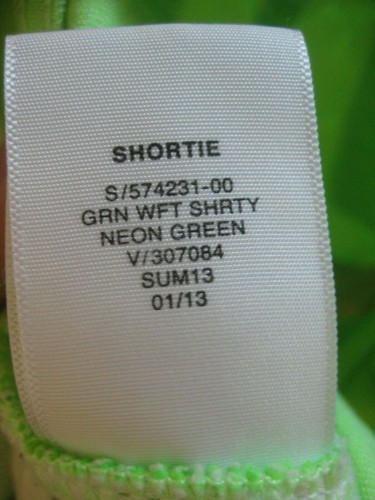 SHORTIE
S/574231-00
GRN WFT SHRTY
NEON GREEN
V/307084
SUM13
01/13